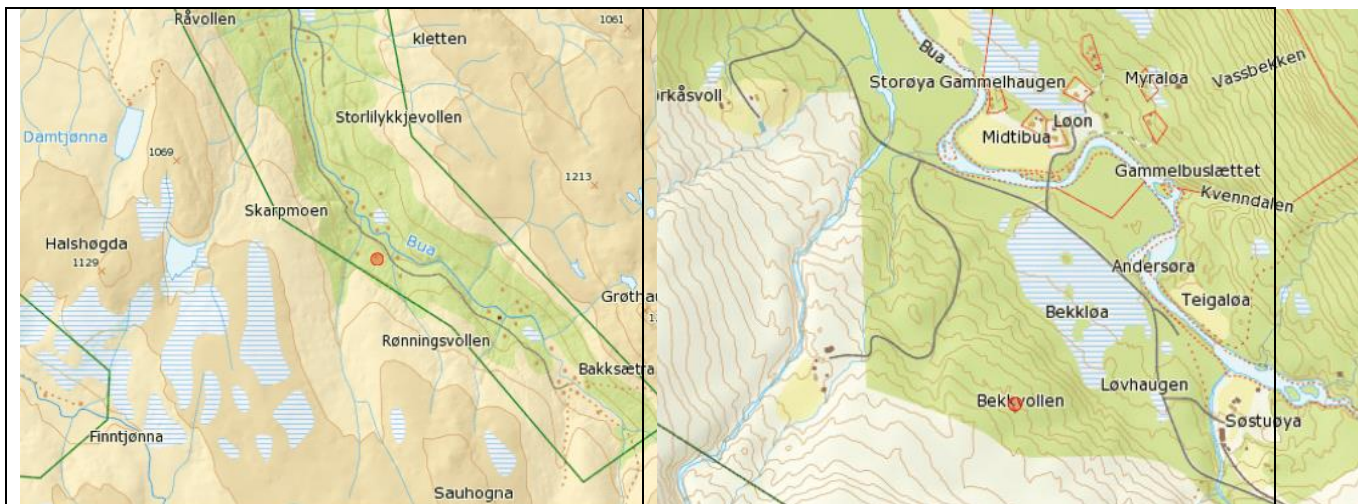 Råvollen
1061
kletten
Storlilykkjevollen
Damtjønna
1069
1213
Skarpmoen
Bua
Halshøgda
1129
Rønningsvollen
Bakksætra
Finntjønna
Sauhogna
Bua
Storøya Gammelhaugen
Myraløa
Vassbekken
Løon
Midtibua
Gammelbuslættet
Kvenndalen
Andersøra
Teigaløa
Bekkløa
Løvhaugen
Bekkvollen
Søstuøya